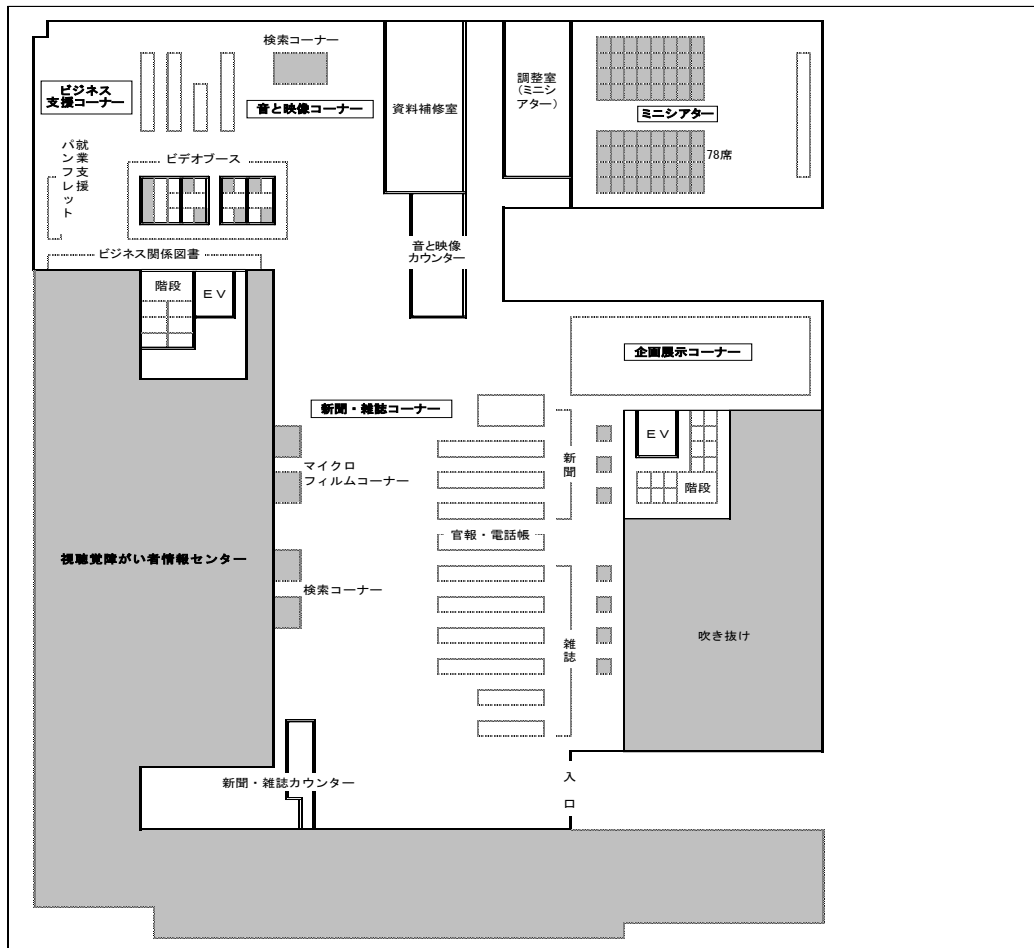 検索コーナー
ビジネス
支援コーナー
音と映像コーナー
資料補修室
調整室
(ミニシ
アター)
ミニシアター
78席
就業支援
パンフレット
ビデオブース
ビジネス関係図書
音と映像
カウンター
階段
EV
企画展示コーナー
新聞・雑誌コーナー
マイクロ
フィルムコーナー
新聞
EV
階段
官報・電話帳
視聴覚障がい者情報センター
検索コーナー
雑誌
吹き抜け
新聞・雑誌カウンター
入口